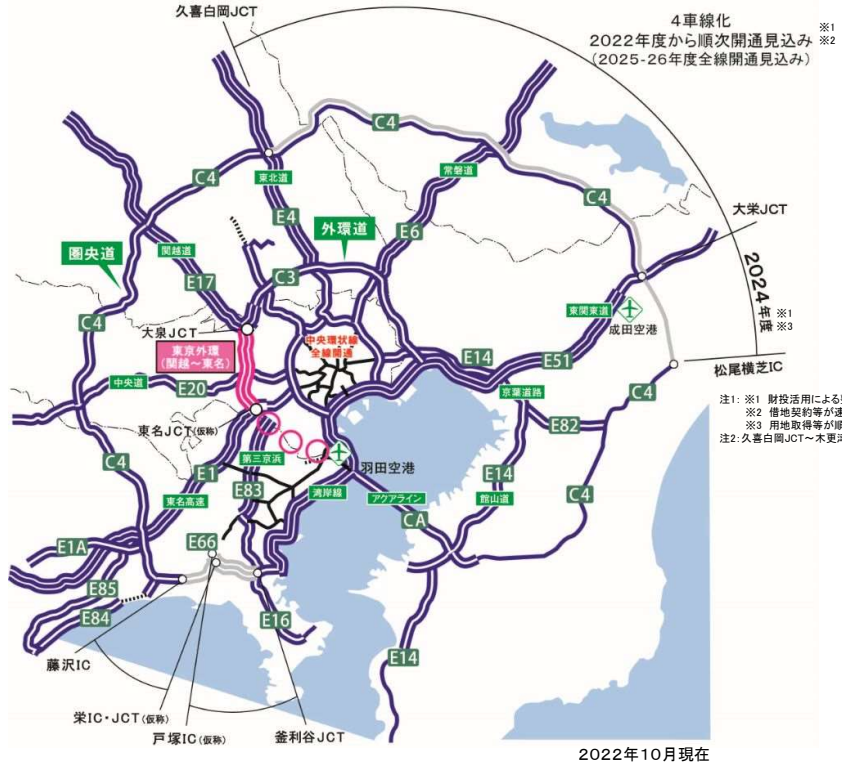 久喜白岡JCT
4車線化
2022年度から順次開通見込み
(2025-26年度全線開通見込み)
※1
※2
C4
常磐道
東北道
C4
C4
E4
外環道
E6
大栄JCT
圏央道
関越道
C3
E17
2024年度
※1
※3
東関東道
成田空港
C4
大泉JCT
中央環状線
全線開通
東京外環
(関越～東名)
E14
E51
松尾横芝IC
中央道
E20
京葉道路
C4
注1: ※1 財投活用による
※2 借地契約等が速
※3 用地取得等が順
注2: 久喜白岡JCT～木更津
東名JCT(仮称)
E82
第三京浜
羽田空港
C4
E1
E83
E14
東名高速
湾岸線
アクアライン
館山道
C4
CA
E66
E1A
E85
E84
E16
E14
藤沢IC
栄IC・JCT(仮称)
戸塚IC(仮称)
釜利谷JCT
2022年10月現在